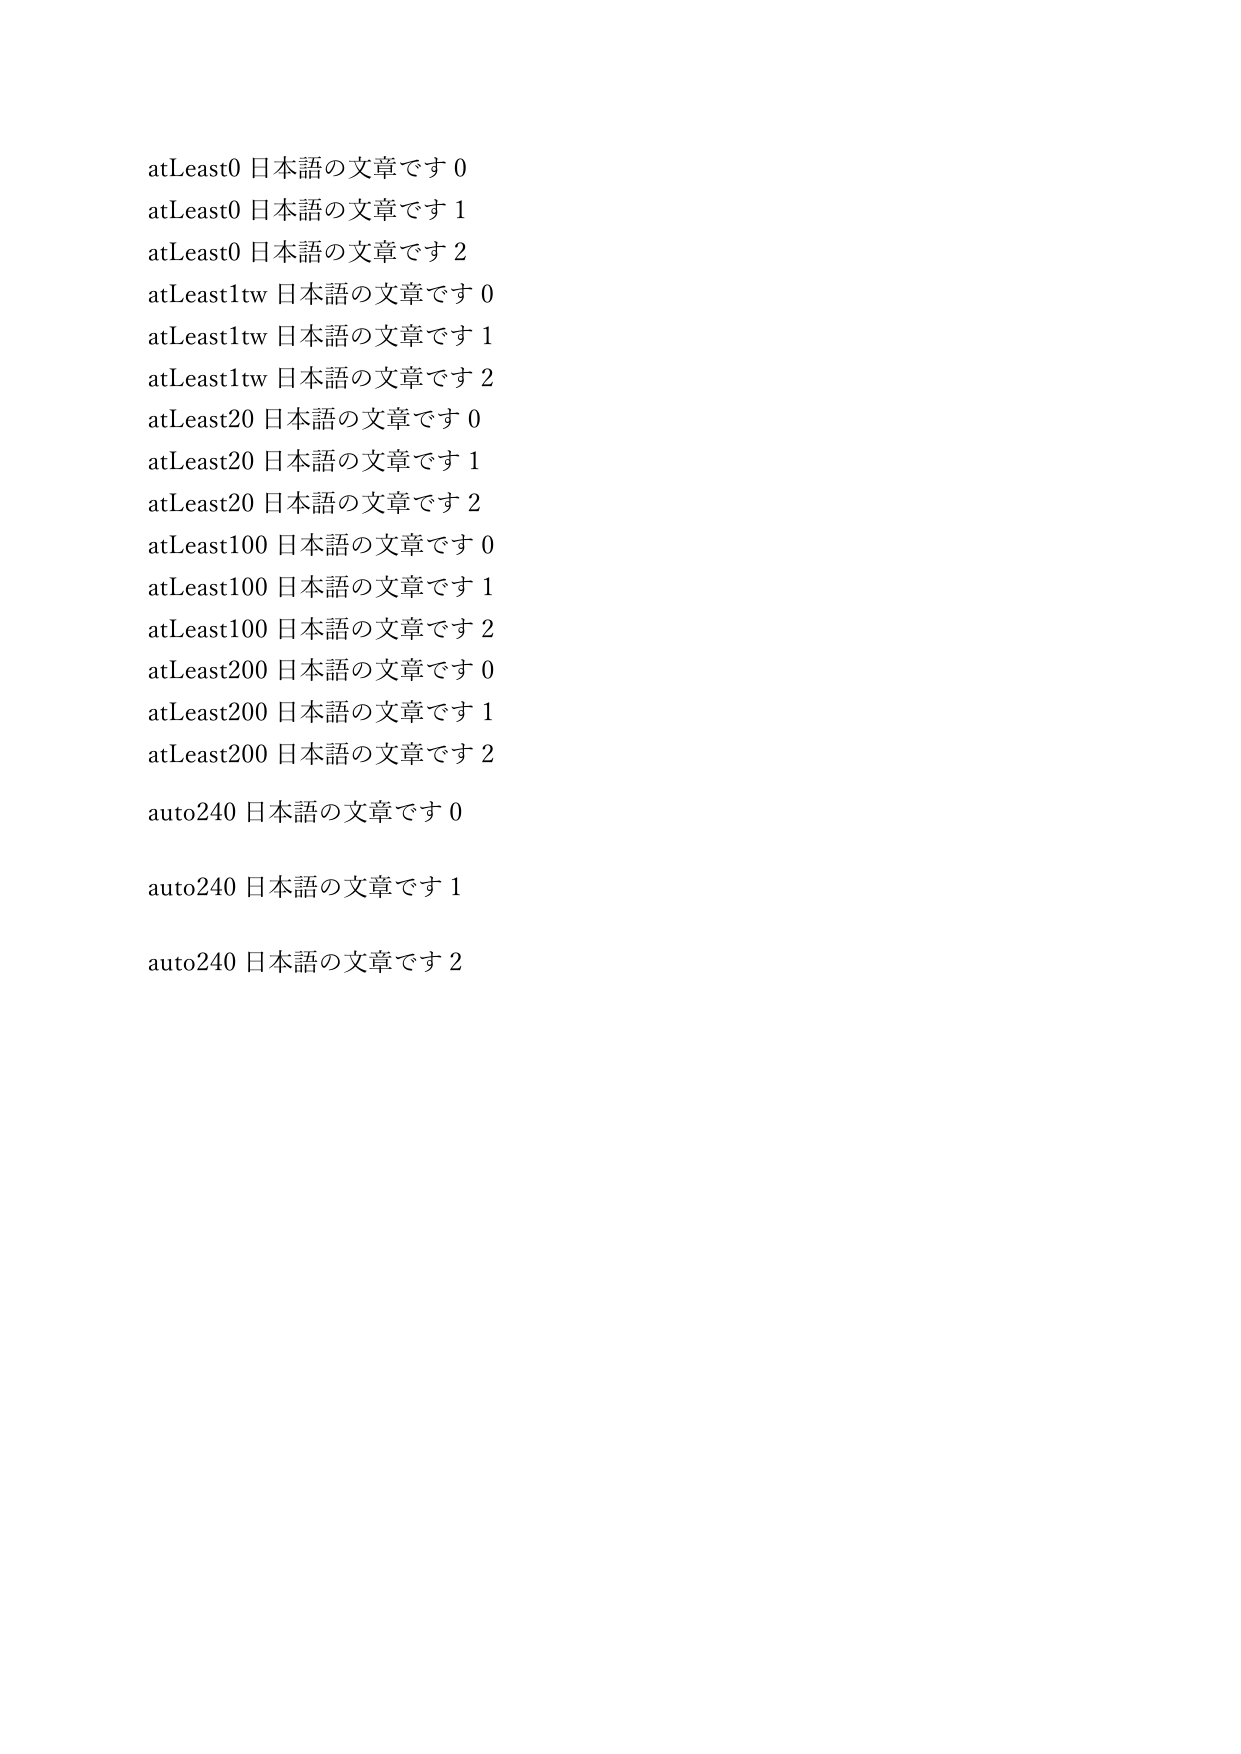 atLeast0 日本語の文章です 0
atLeast0 日本語の文章です 1
atLeast0 日本語の文章です 2
atLeast1tw 日本語の文章です 0
atLeast1tw 日本語の文章です 1
atLeast1tw 日本語の文章です 2
atLeast20 日本語の文章です 0
atLeast20 日本語の文章です 1
atLeast20 日本語の文章です 2
atLeast100 日本語の文章です 0
atLeast100 日本語の文章です 1
atLeast100 日本語の文章です 2
atLeast200 日本語の文章です 0
atLeast200 日本語の文章です 1
atLeast200 日本語の文章です 2
auto240 日本語の文章です 0
auto240 日本語の文章です 1
auto240 日本語の文章です 2